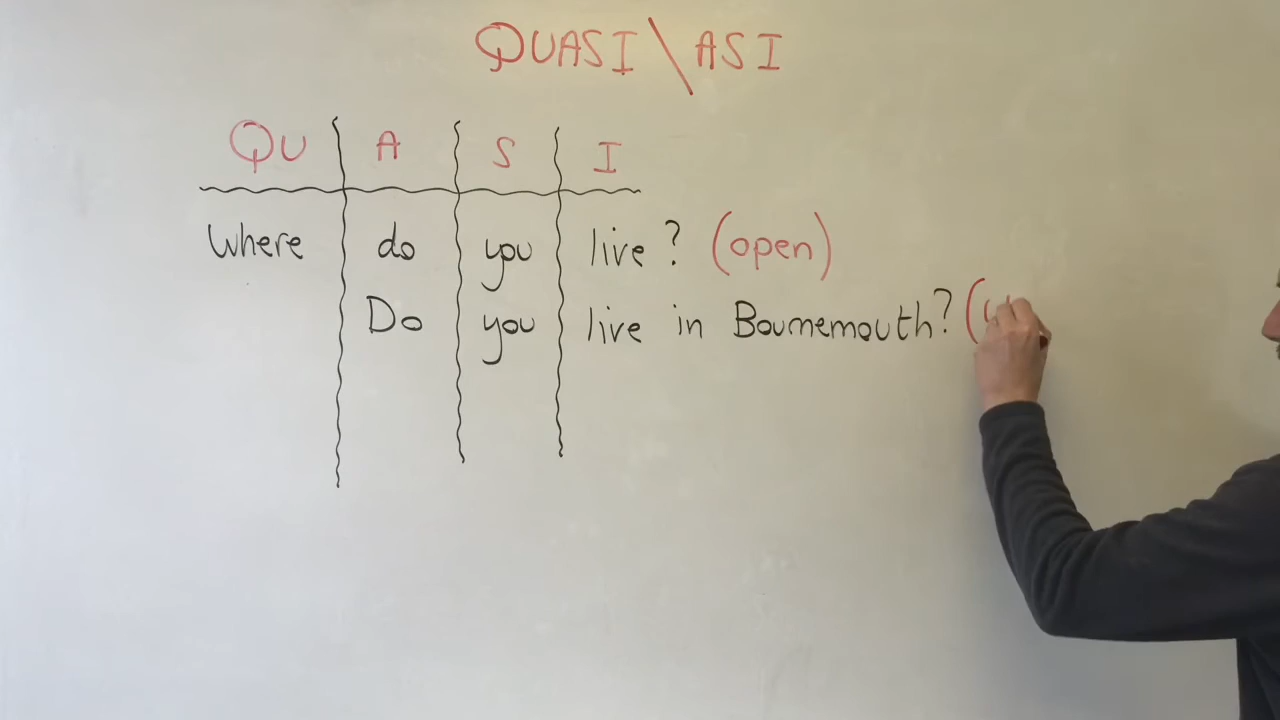 QUASI\ASI
QU A S I
Where do you live? (open)
Do you live in Bournemouth? (